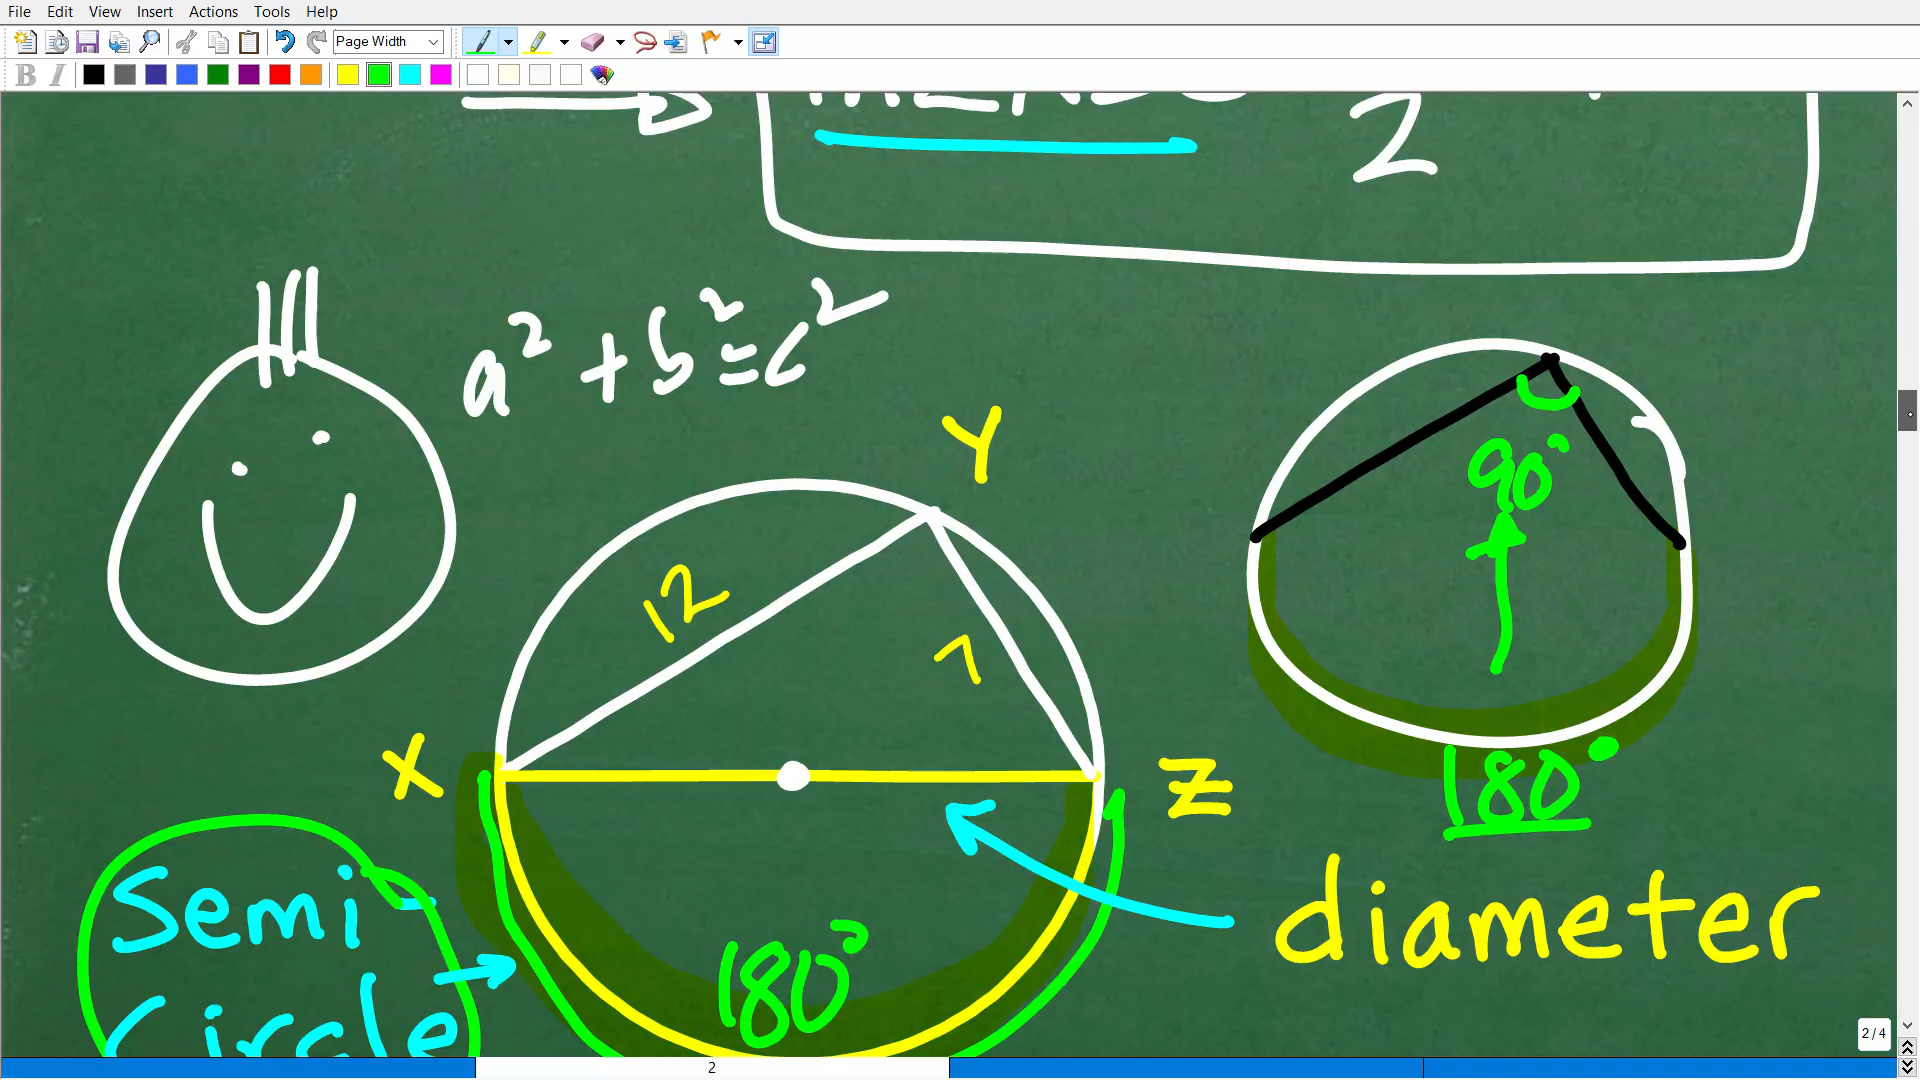 File Edit View Insert Actions Tools Help
Page Width
B I
2
a² + b² = c²
Y
90°
12
7
X
Z
180°
diameter
Semi-
Circle
180°
2 / 4
2